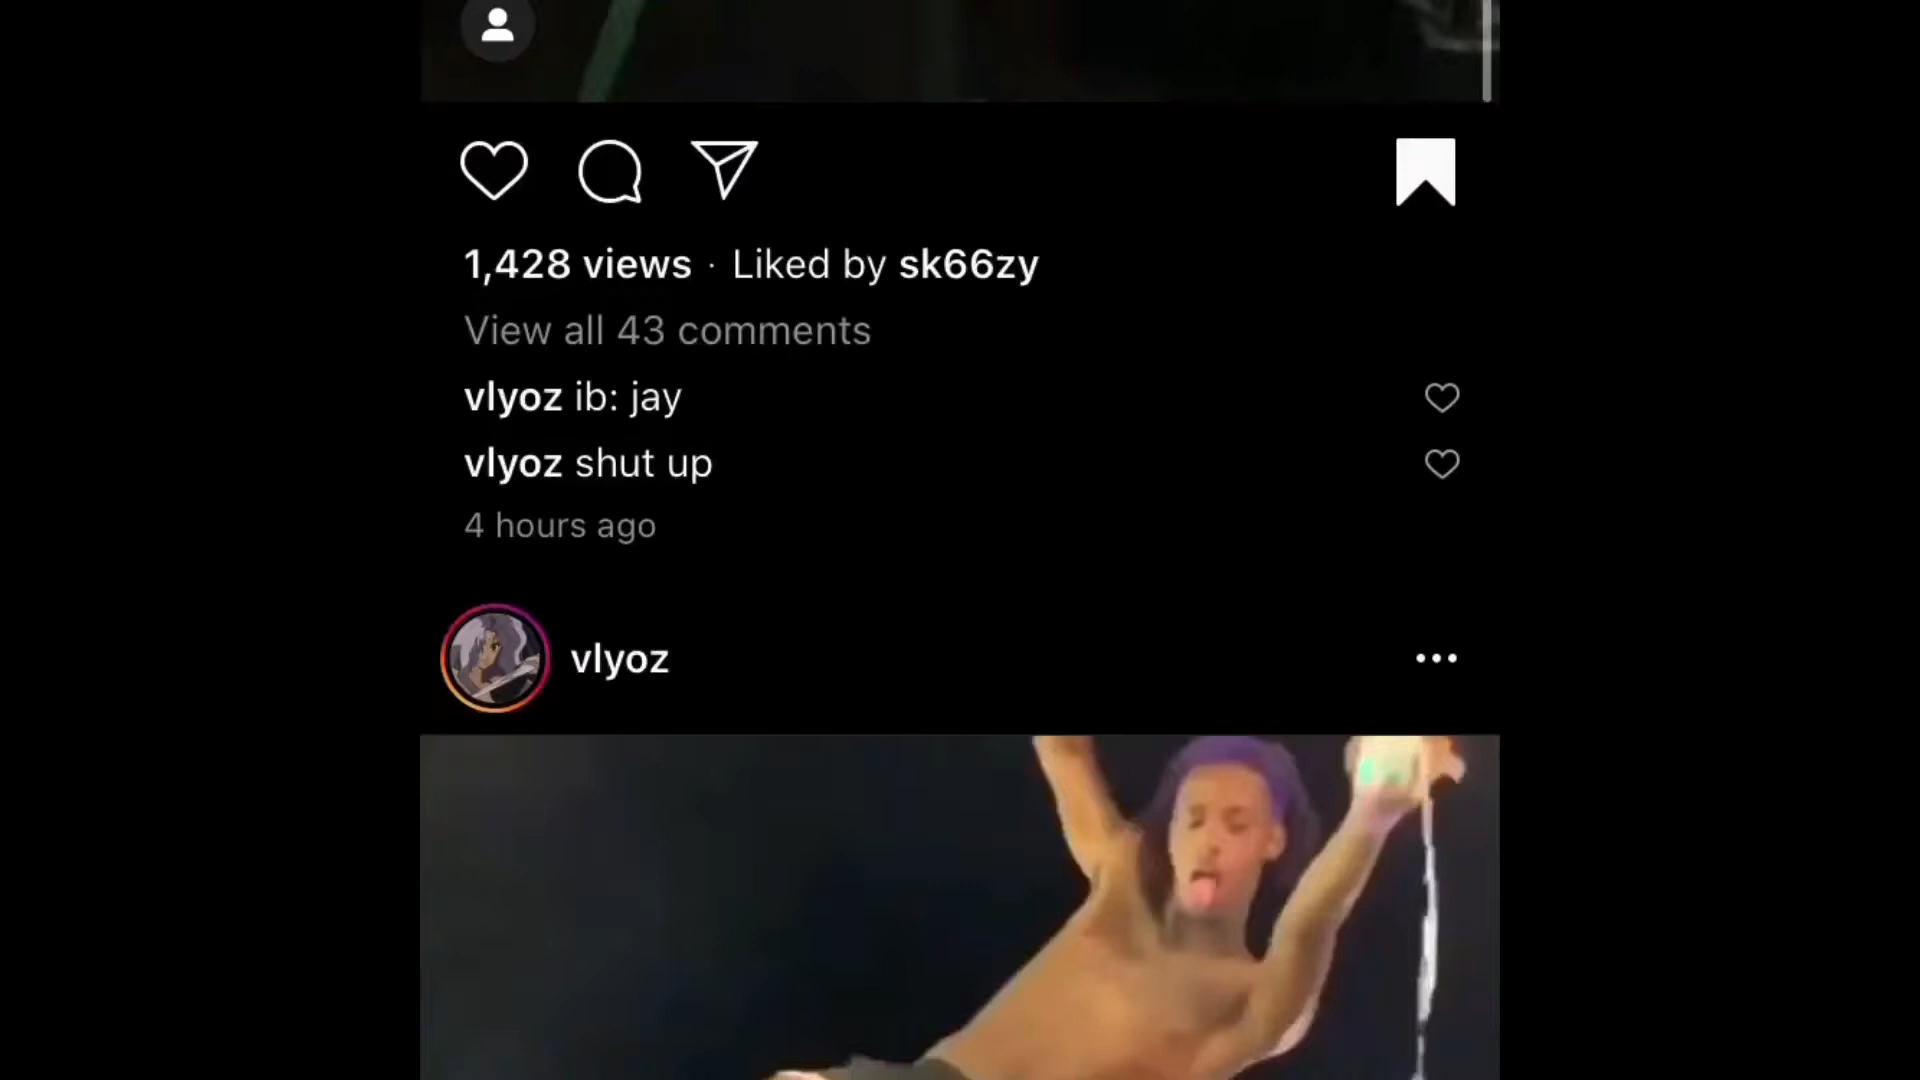 1,428 views · Liked by sk66zy
View all 43 comments
vlyoz ib: jay
vlyoz shut up
4 hours ago
vlyoz